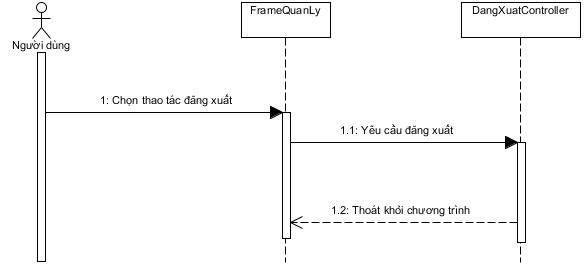 FrameQuanLy
DangXuatController
Người dùng
1: Chọn thao tác đăng xuất
1.1: Yêu cầu đăng xuất
1.2: Thoát khỏi chương trình